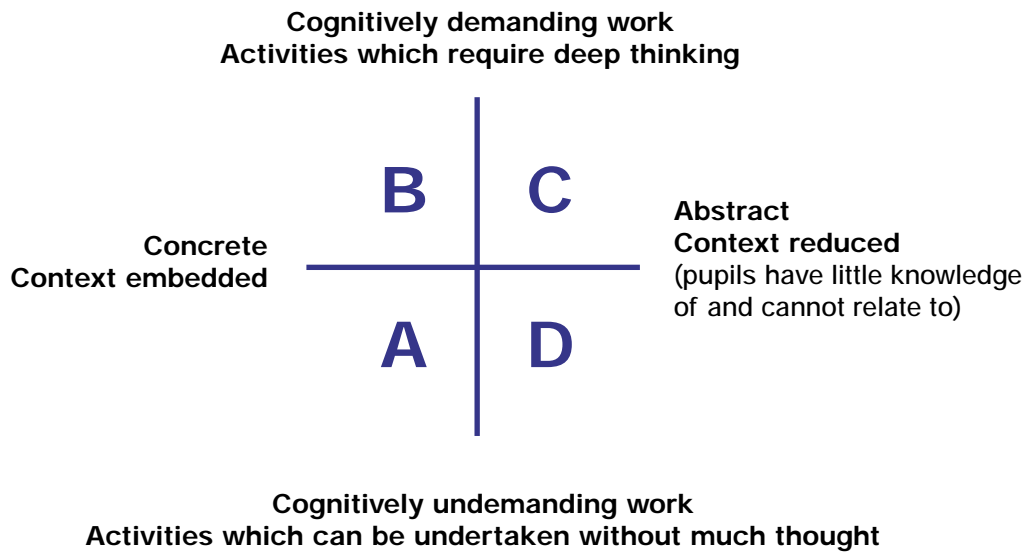 Cognitively demanding work
Activities which require deep thinking
B
C
Concrete
Context embedded
Abstract
Context reduced
(pupils have little knowledge
of and cannot relate to)
A
D
Cognitively undemanding work
Activities which can be undertaken without much thought